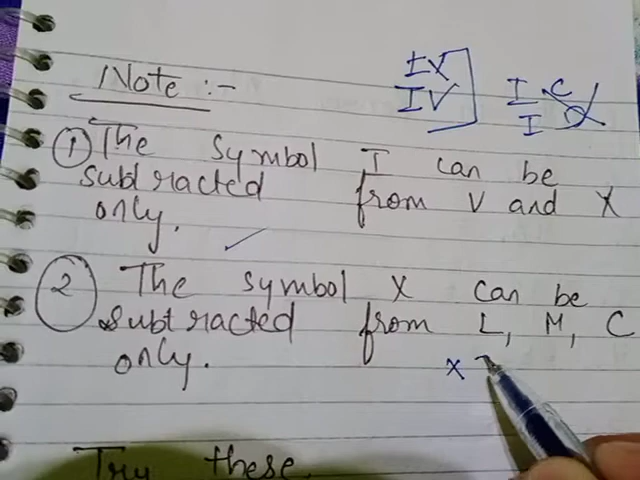 Note :-
IX
IV
I C
I D
① The symbol I can be
subtracted from V and X
only.
② The symbol X can be
subtracted from L, M, C
only.
X
Try these